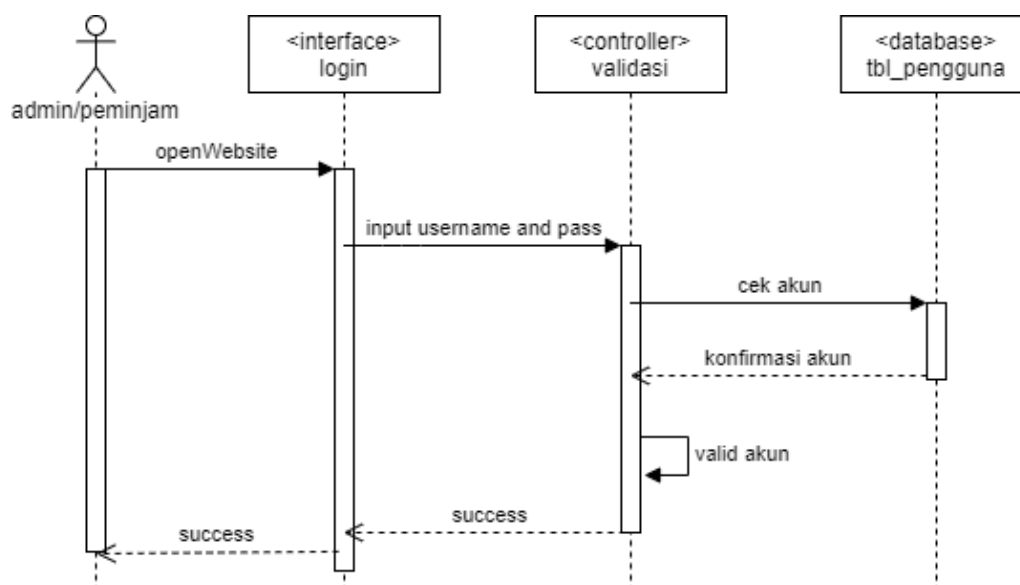 <interface>
login
<controller>
validasi
<database>
tbl_pengguna
admin/peminjam
openWebsite
input username and pass
cek akun
konfirmasi akun
valid akun
success
success